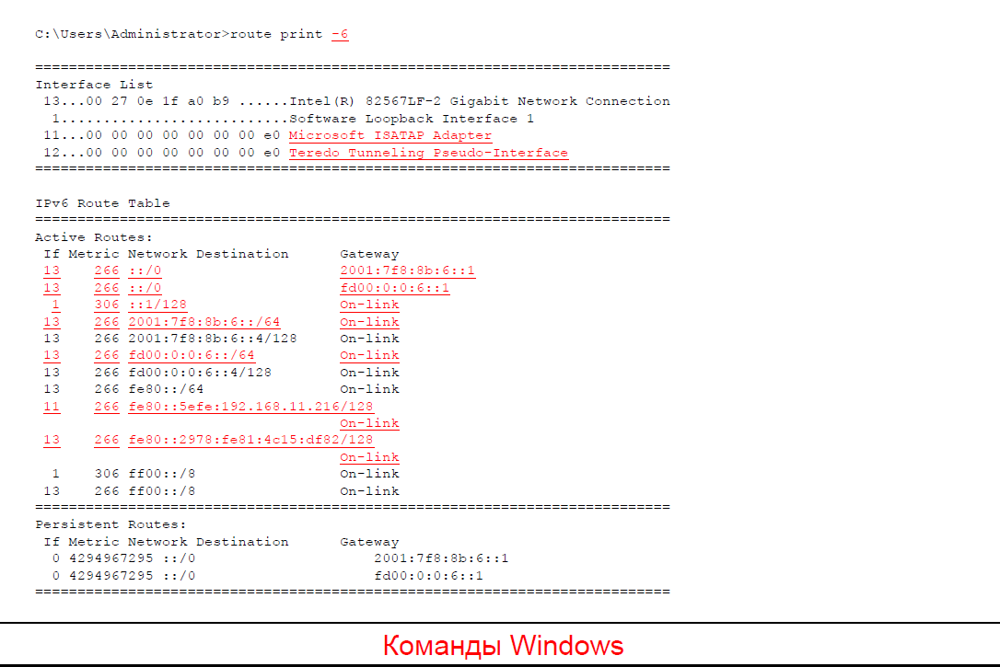 C:\Users\Administrator>route print -6
===========================================================================
Interface List
 13...00 27 0e 1f a0 b9 ......Intel(R) 82567LF-2 Gigabit Network Connection
  1...........................Software Loopback Interface 1
 11...00 00 00 00 00 00 00 e0 Microsoft ISATAP Adapter
 12...00 00 00 00 00 00 00 e0 Teredo Tunneling Pseudo-Interface
===========================================================================
IPv6 Route Table
===========================================================================
Active Routes:
 If Metric Network Destination      Gateway
 13    266 ::/0                     2001:7f8:8b:6::1
 13    266 ::/0                     fd00:0:0:6::1
  1    306 ::1/128                  On-link
 13    266 2001:7f8:8b:6::/64       On-link
 13    266 2001:7f8:8b:6::4/128     On-link
 13    266 fd00:0:0:6::/64          On-link
 13    266 fd00:0:0:6::4/128        On-link
 13    266 fe80::/64                On-link
 11    266 fe80::5efe:192.168.11.216/128
                                    On-link
 13    266 fe80::2978:fe81:4c15:df82/128
                                    On-link
  1    306 ff00::/8                 On-link
 13    266 ff00::/8                 On-link
===========================================================================
Persistent Routes:
 If Metric Network Destination      Gateway
  0 4294967295 ::/0                     2001:7f8:8b:6::1
  0 4294967295 ::/0                     fd00:0:0:6::1
===========================================================================
Команды Windows